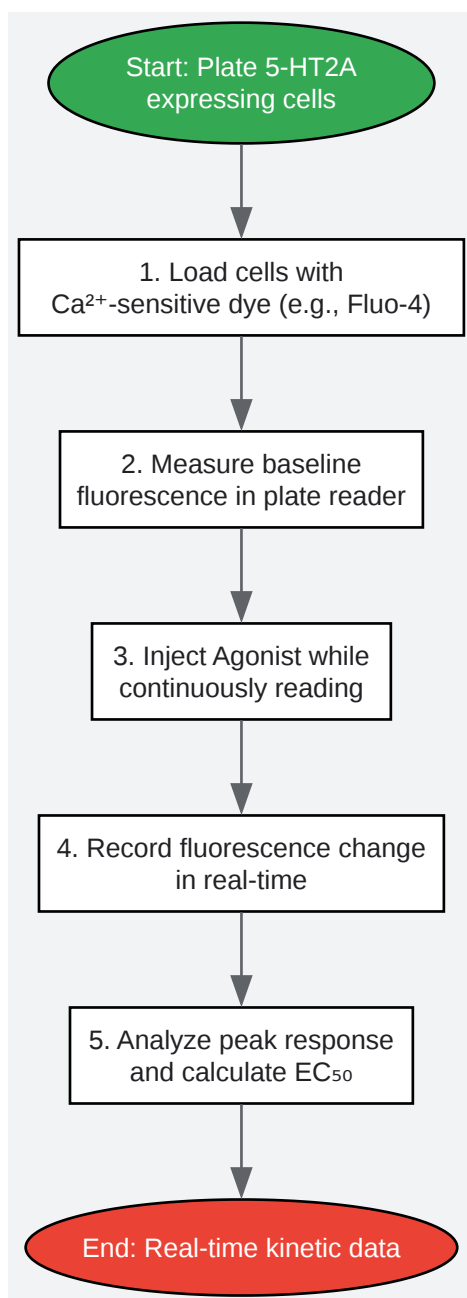 Start: Plate 5-HT2A
expressing cells
1. Load cells with
Ca²⁺-sensitive dye (e.g., Fluo-4)
2. Measure baseline
fluorescence in plate reader
3. Inject Agonist while
continuously reading
4. Record fluorescence change
in real-time
5. Analyze peak response
and calculate EC₅₀
End: Real-time kinetic data